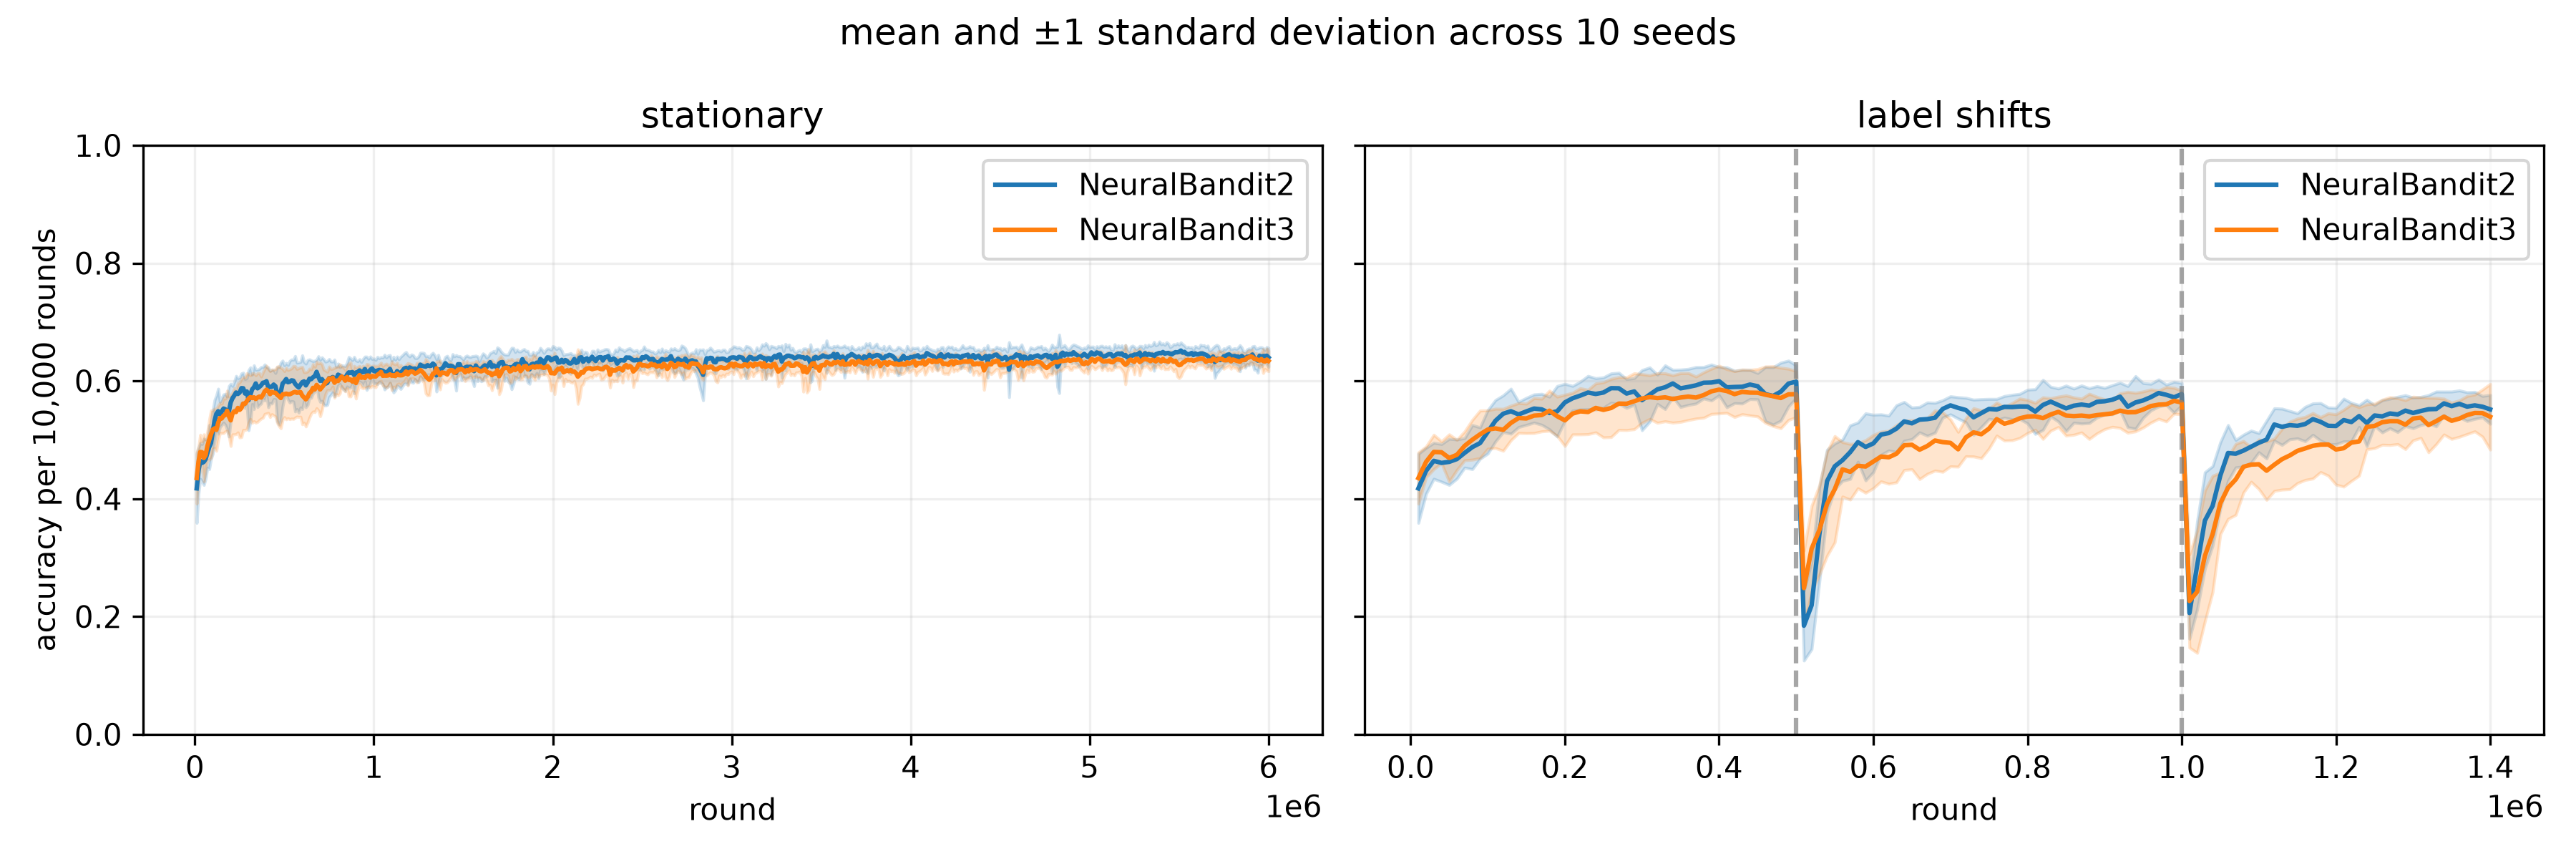 mean and ±1 standard deviation across 10 seeds
stationary
accuracy per 10,000 rounds
1.0
0.8
0.6
0.4
0.2
0.0
NeuralBandit2
NeuralBandit3
0 1 2 3 4 5 6
round
1e6
label shifts
NeuralBandit2
NeuralBandit3
0.0 0.2 0.4 0.6 0.8 1.0 1.2 1.4
round
1e6